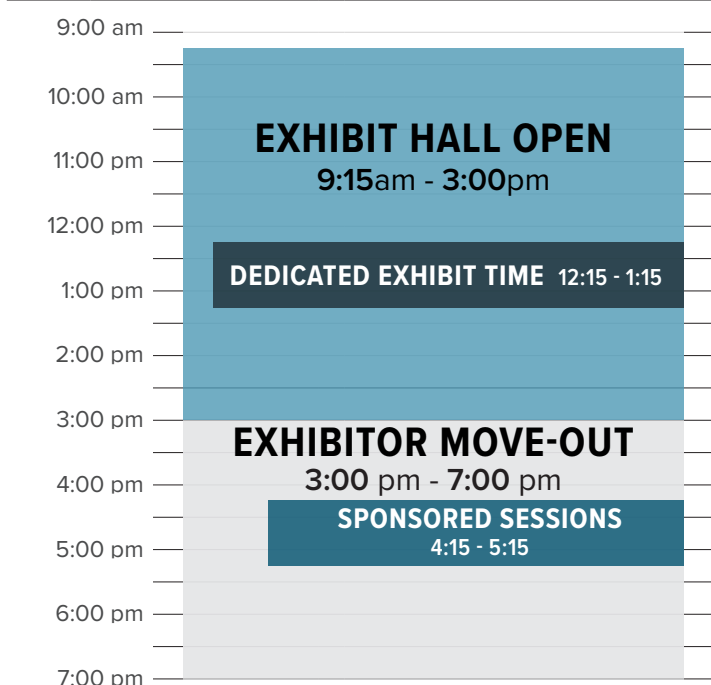 9:00 am
10:00 am
EXHIBIT HALL OPEN
11:00 pm
9:15am - 3:00pm
12:00 pm
DEDICATED EXHIBIT TIME 12:15 - 1:15
1:00 pm
2:00 pm
3:00 pm
EXHIBITOR MOVE-OUT
3:00 pm - 7:00 pm
4:00 pm
SPONSORED SESSIONS
4:15 - 5:15
5:00 pm
6:00 pm
7:00 pm